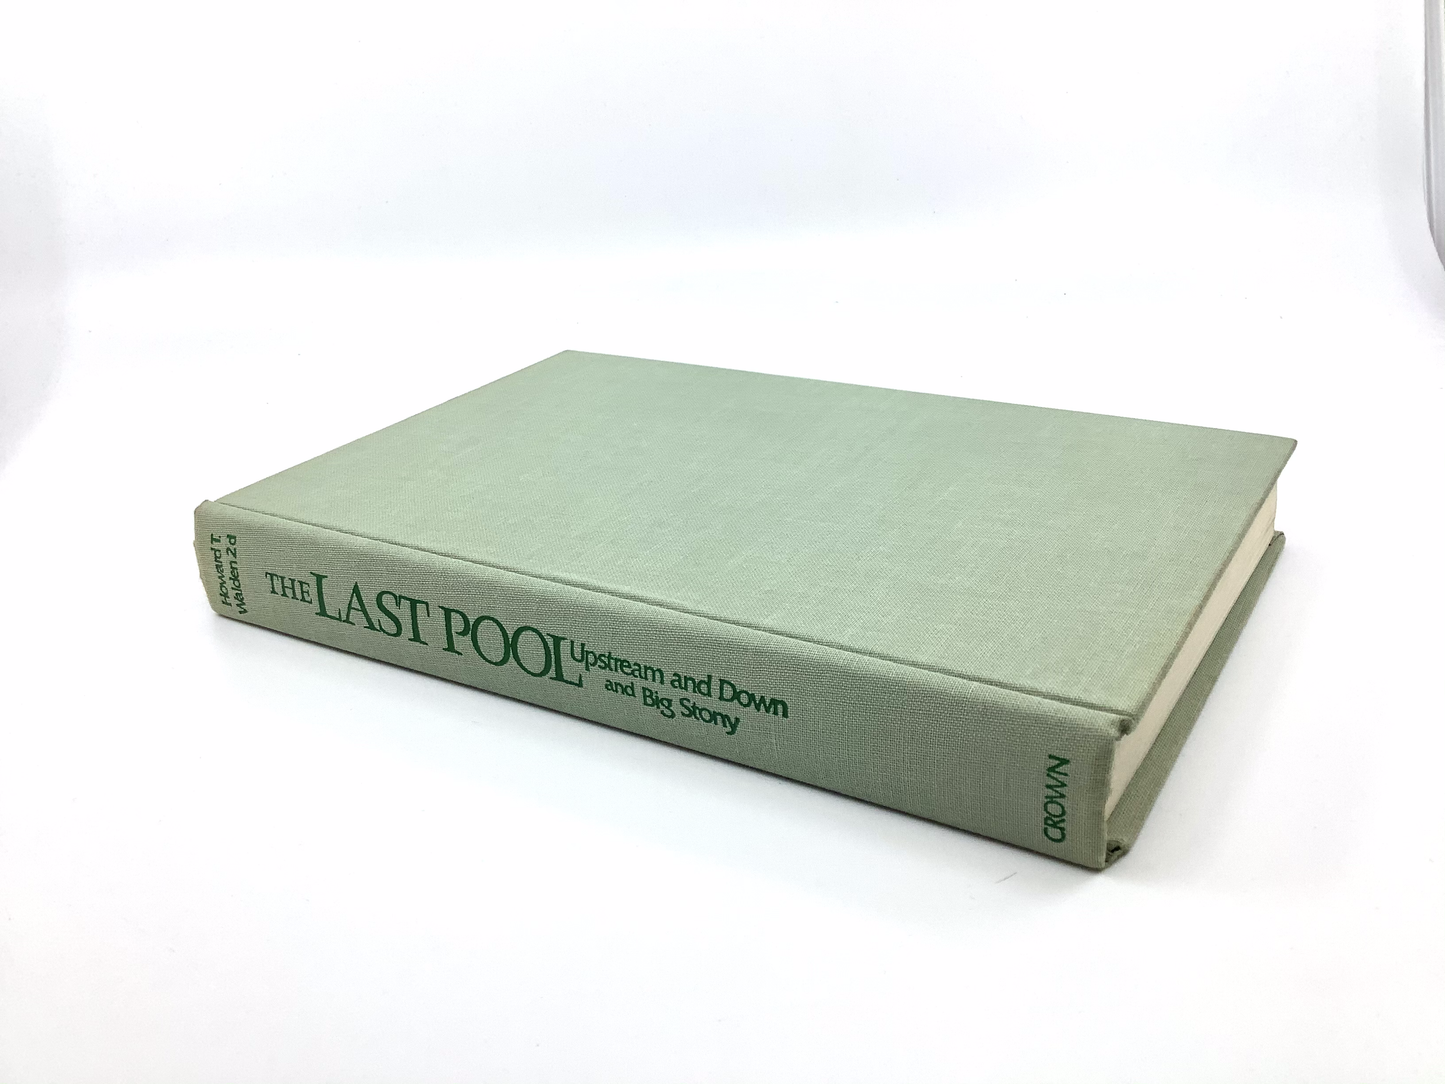 Howard T.
Walden 2d
THE LAST POOL
Upstream and Down
and Big Stony
CROWN